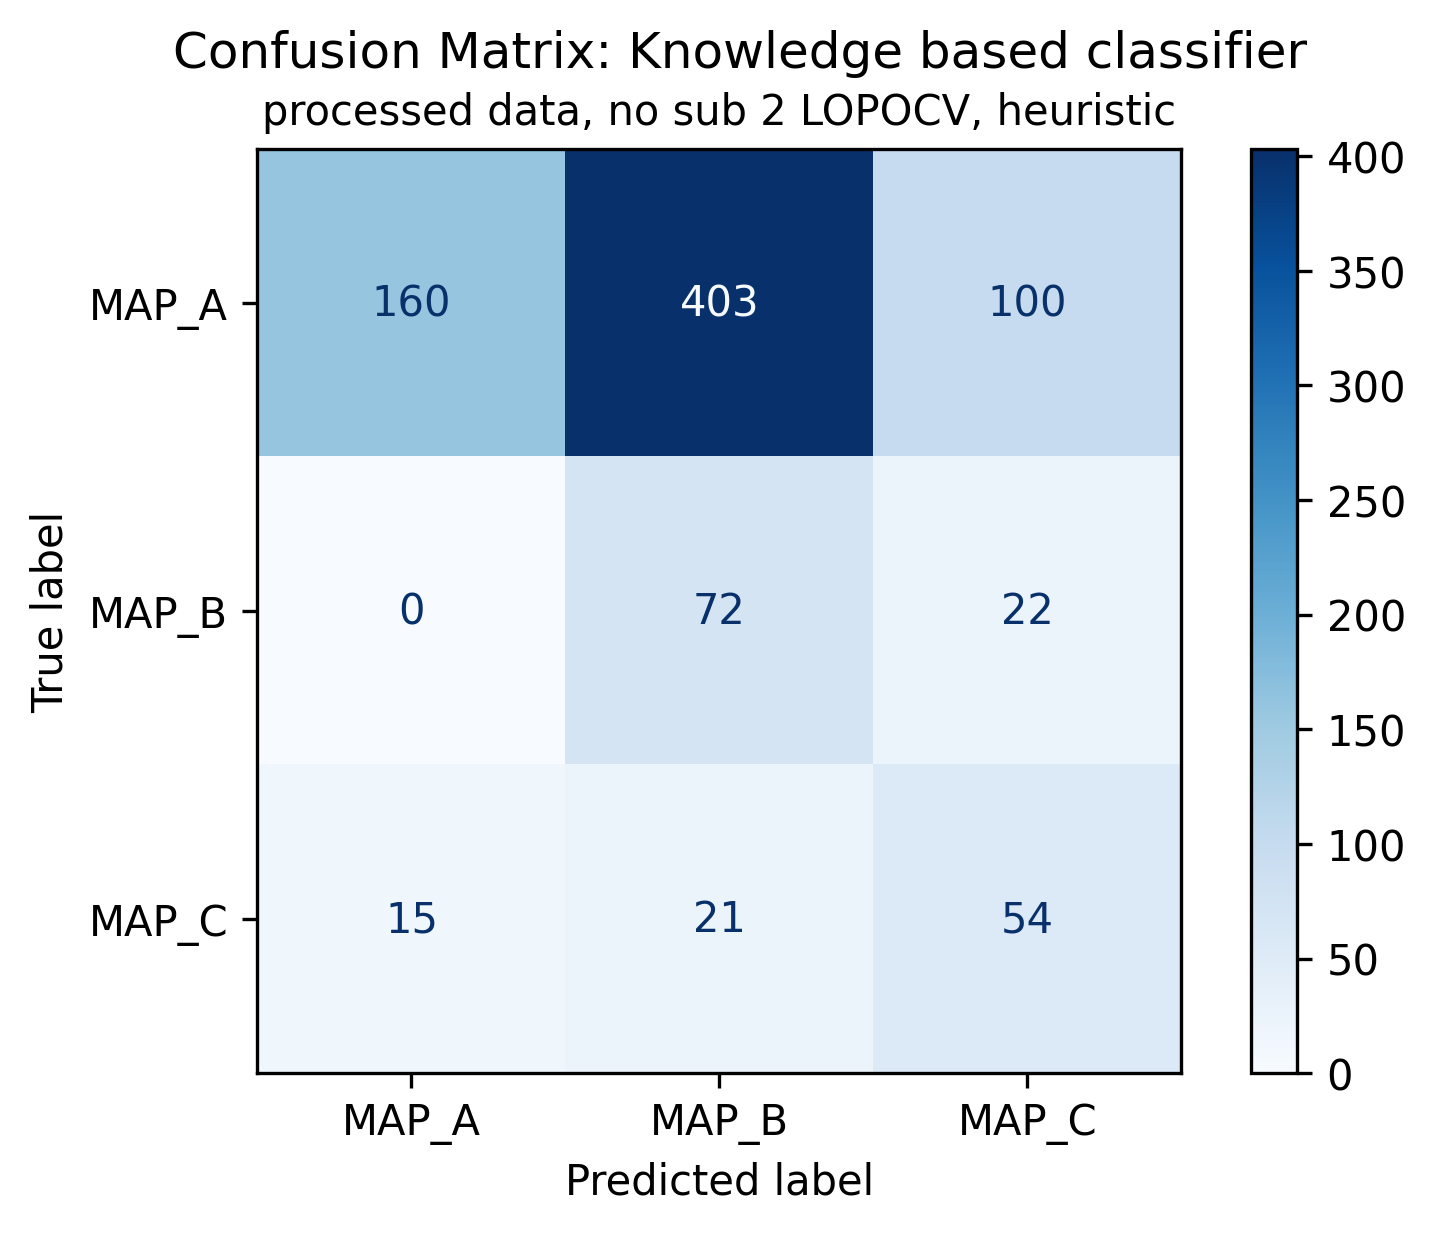 Confusion Matrix: Knowledge based classifier
processed data, no sub 2 LOPOCV, heuristic
True label
MAP_A
160
403
100
MAP_B
0
72
22
MAP_C
15
21
54
MAP_A
MAP_B
MAP_C
Predicted label
400
350
300
250
200
150
100
50
0